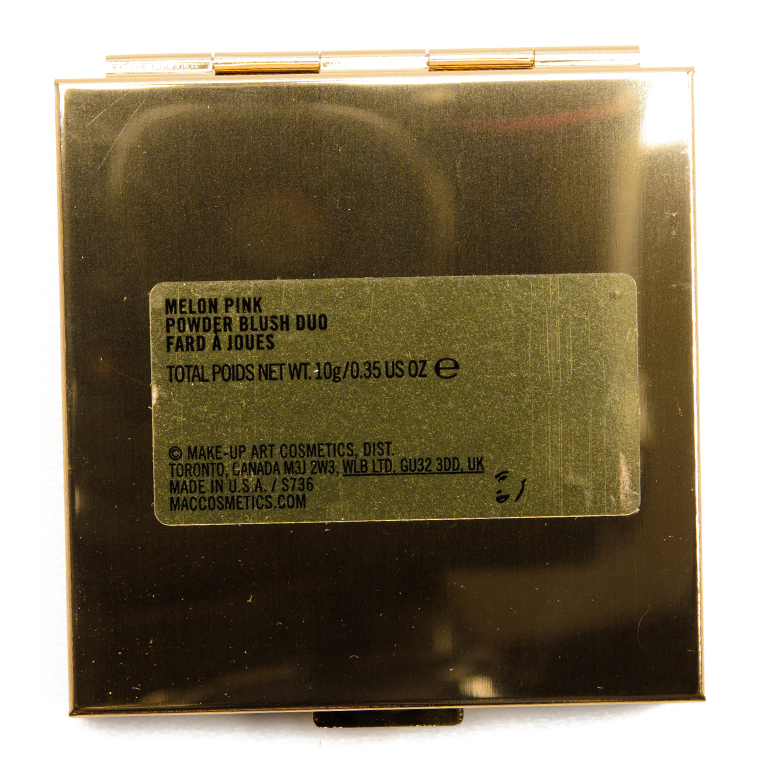 MELON PINK
POWDER BLUSH DUO
FARD À JOUES
TOTAL POIDS NET WT. 10g/0.35 US OZ ℮
© MAKE-UP ART COSMETICS, DIST.
TORONTO, CANADA M3J 2W3, WLB LTD, GU32 3DD, UK
MADE IN U.S.A. / S736
MACCOSMETICS.COM